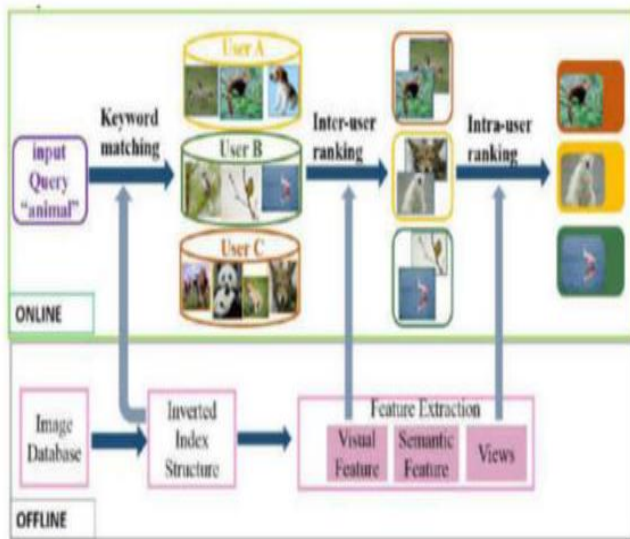 User A
Keyword
matching
Inter-user
ranking
Intra-user
ranking
input
Query
"animal"
User B
User C
ONLINE
Image
Database
Inverted
Index
Structure
Feature Extraction
Visual
Feature
Semantic
Feature
Views
OFFLINE